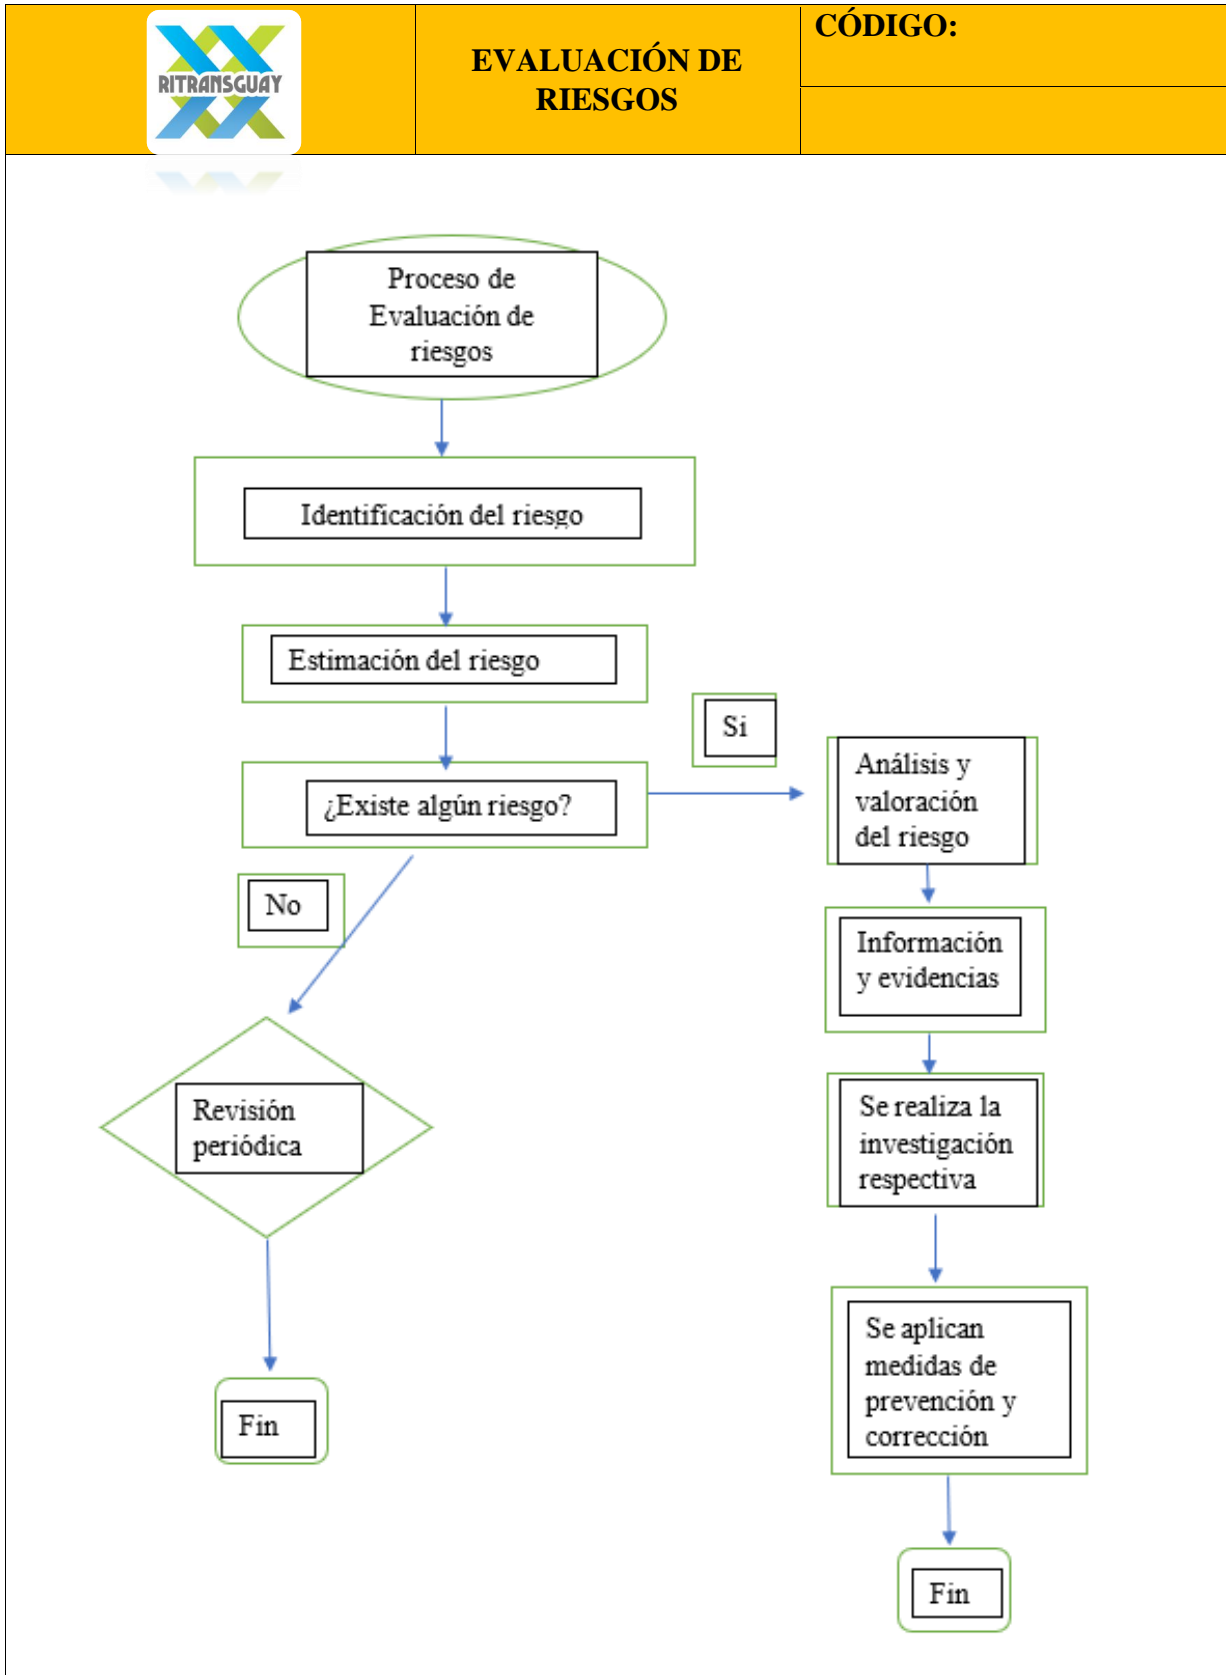 RITRANSGUAY
EVALUACIÓN DE
RIESGOS
CÓDIGO:
Proceso de
Evaluación de
riesgos
Identificación del riesgo
Estimación del riesgo
¿Existe algún riesgo?
Si
No
Revisión
periódica
Fin
Análisis y
valoración
del riesgo
Información
y evidencias
Se realiza la
investigación
respectiva
Se aplican
medidas de
prevención y
corrección
Fin